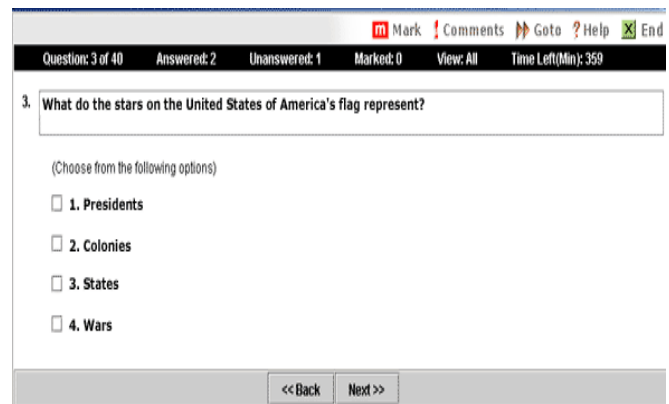 m Mark ! Comments Goto ? Help X End
Question: 3 of 40 Answered: 2 Unanswered: 1 Marked: 0 View: All Time Left(Min): 359
3. What do the stars on the United States of America's flag represent?
(Choose from the following options)
1. Presidents
2. Colonies
3. States
4. Wars
<< Back Next >>